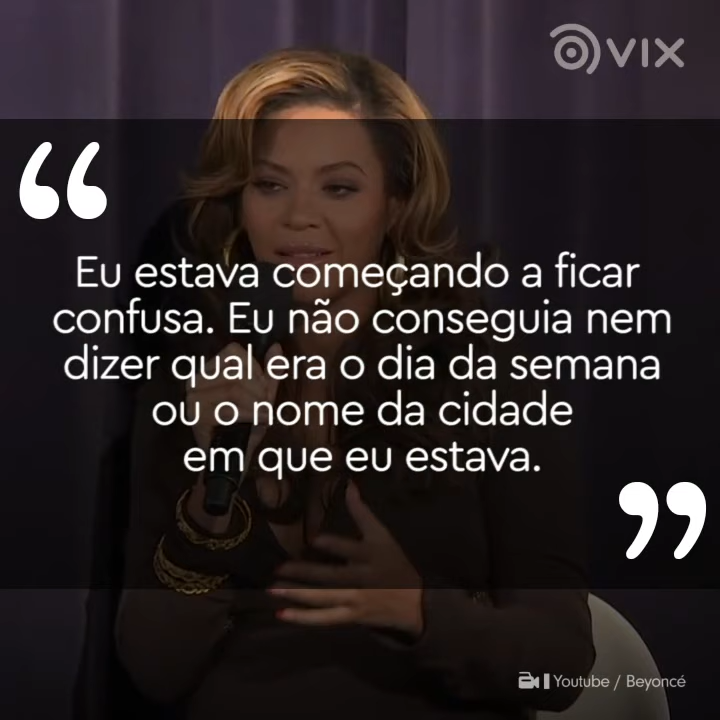 VIX
“
Eu estava começando a ficar
confusa. Eu não conseguia nem
dizer qual era o dia da semana
ou o nome da cidade
em que eu estava.
”
Youtube / Beyoncé